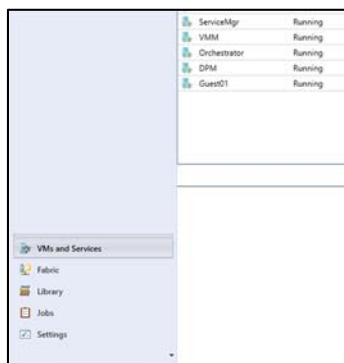 ServiceMgr Running
VMM Running
Orchestrator Running
DPM Running
Guest01 Running
VMs and Services
Fabric
Library
Jobs
Settings